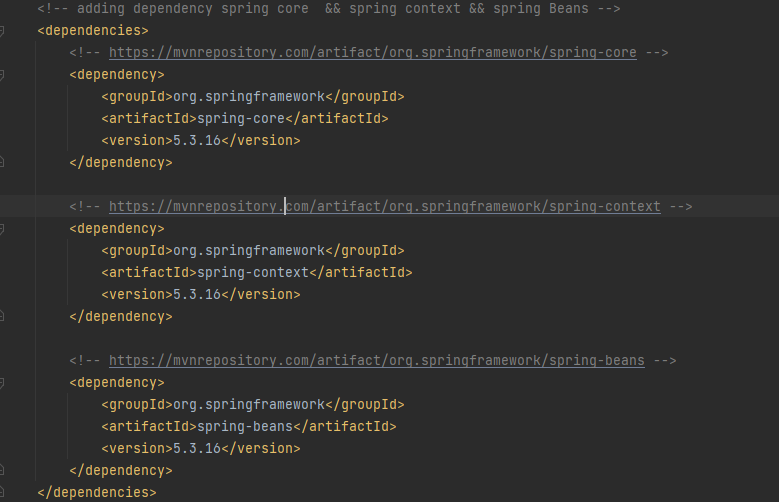 <!-- adding dependency spring core  && spring context && spring Beans -->
<dependencies>
<!-- https://mvnrepository.com/artifact/org.springframework/spring-core -->
<dependency>
<groupId>org.springframework</groupId>
<artifactId>spring-core</artifactId>
<version>5.3.16</version>
</dependency>
<!-- https://mvnrepository.com/artifact/org.springframework/spring-context -->
<dependency>
<groupId>org.springframework</groupId>
<artifactId>spring-context</artifactId>
<version>5.3.16</version>
</dependency>
<!-- https://mvnrepository.com/artifact/org.springframework/spring-beans -->
<dependency>
<groupId>org.springframework</groupId>
<artifactId>spring-beans</artifactId>
<version>5.3.16</version>
</dependency>
</dependencies>